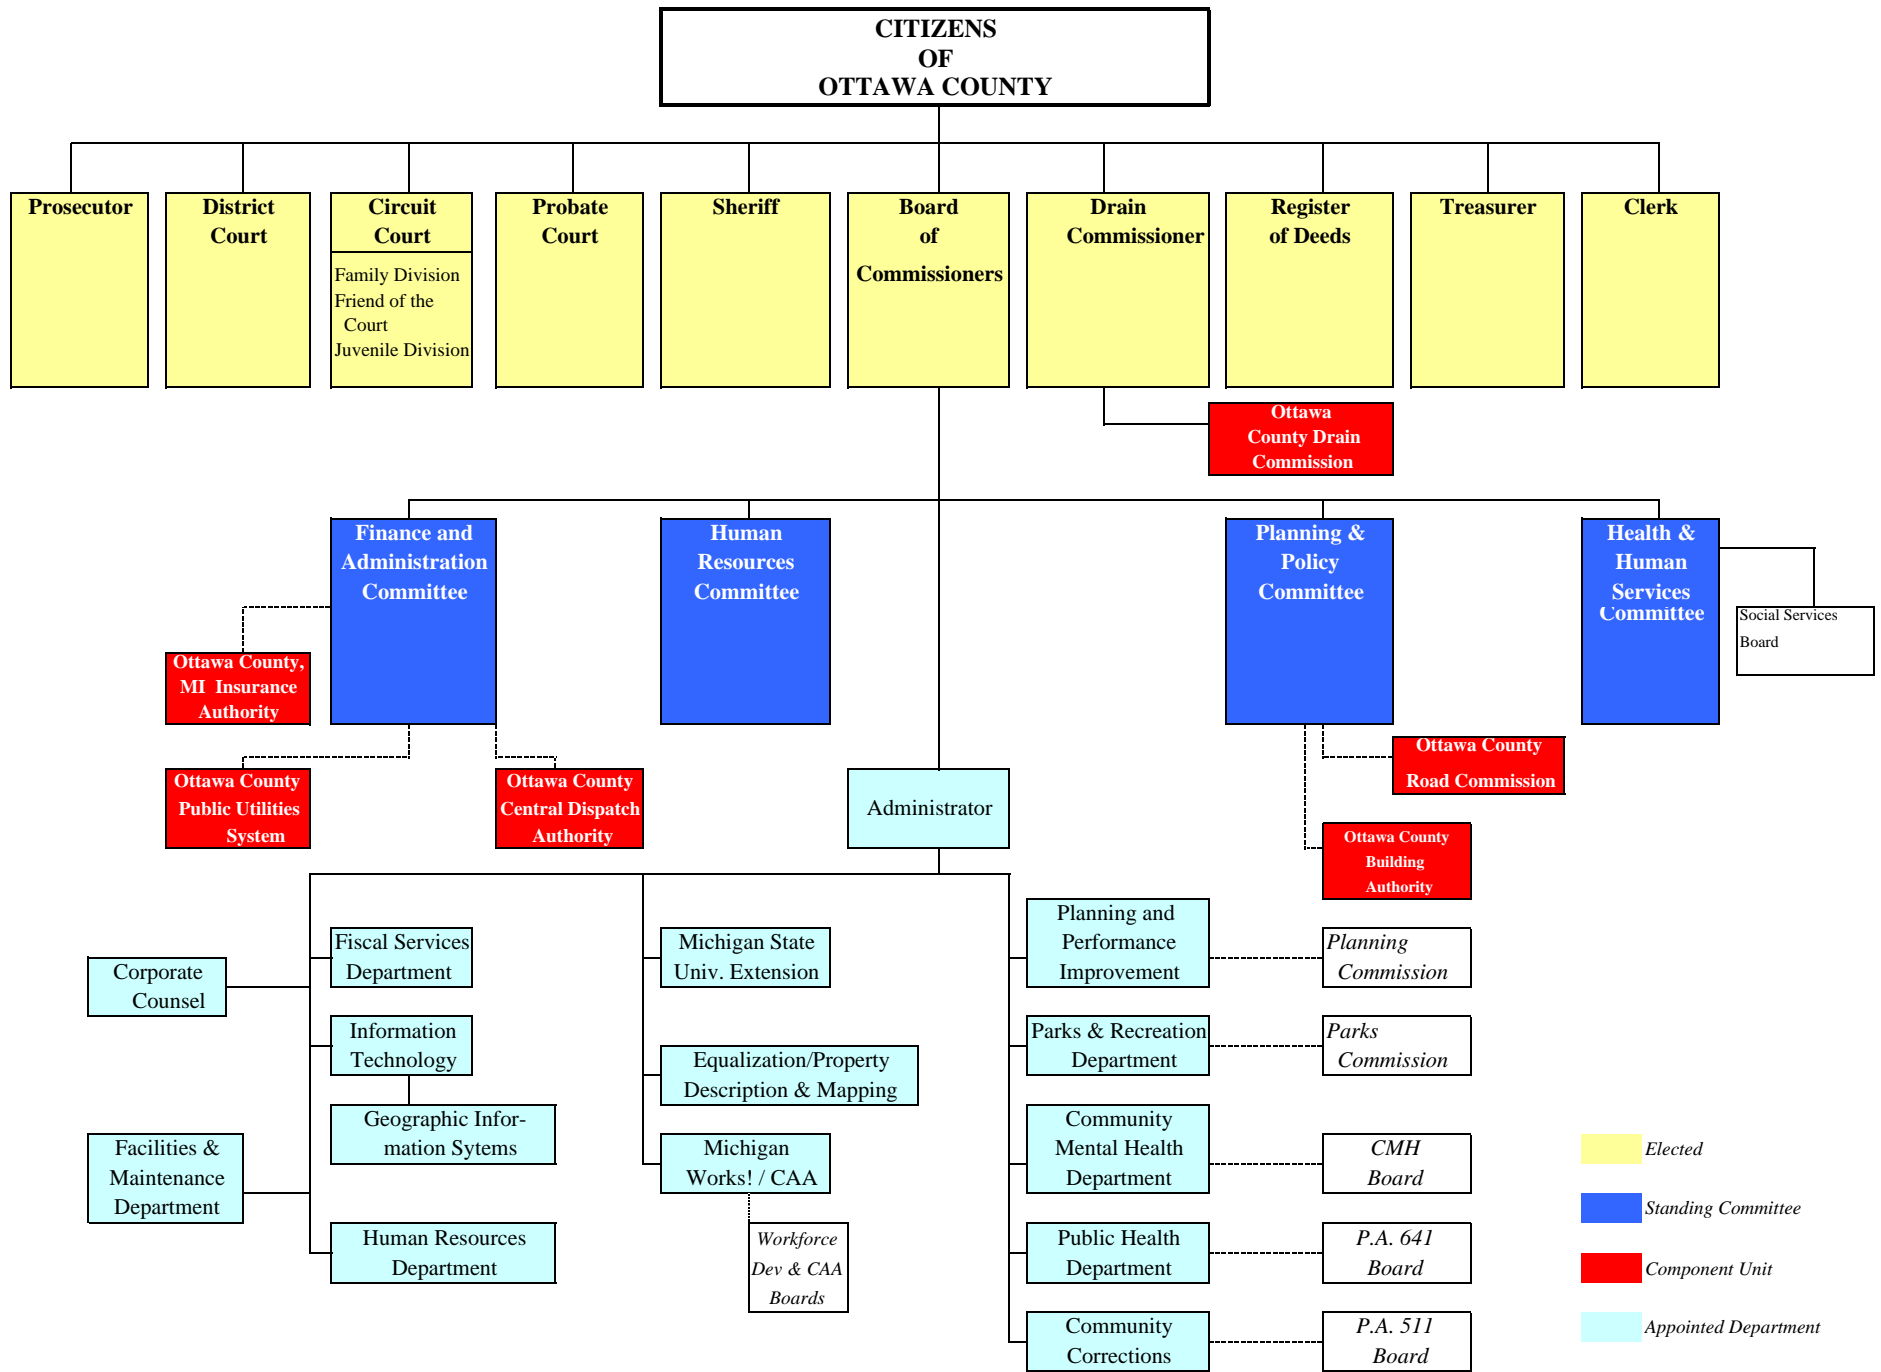 CITIZENS
OF
OTTAWA COUNTY
Prosecutor
District
Court
Circuit
Court
Family Division
Friend of the
Court
Juvenile Division
Probate
Court
Sheriff
Board
of
Commissioners
Drain
Commissioner
Register
of Deeds
Treasurer
Clerk
Ottawa
County Drain
Commission
Finance and
Administration
Committee
Human
Resources
Committee
Planning &
Policy
Committee
Health &
Human
Services
Committee
Social Services
Board
Ottawa County,
MI Insurance
Authority
Ottawa County
Public Utilities
System
Ottawa County
Central Dispatch
Authority
Administrator
Ottawa County
Road Commission
Ottawa County
Building
Authority
Corporate
Counsel
Facilities &
Maintenance
Department
Fiscal Services
Department
Information
Technology
Geographic Infor-
mation Sytems
Human Resources
Department
Michigan State
Univ. Extension
Equalization/Property
Description & Mapping
Michigan
Works! / CAA
Workforce
Dev & CAA
Boards
Planning and
Performance
Improvement
Planning
Commission
Parks & Recreation
Department
Parks
Commission
Community
Mental Health
Department
CMH
Board
Public Health
Department
P.A. 641
Board
Community
Corrections
P.A. 511
Board
Elected
Standing Committee
Component Unit
Appointed Department